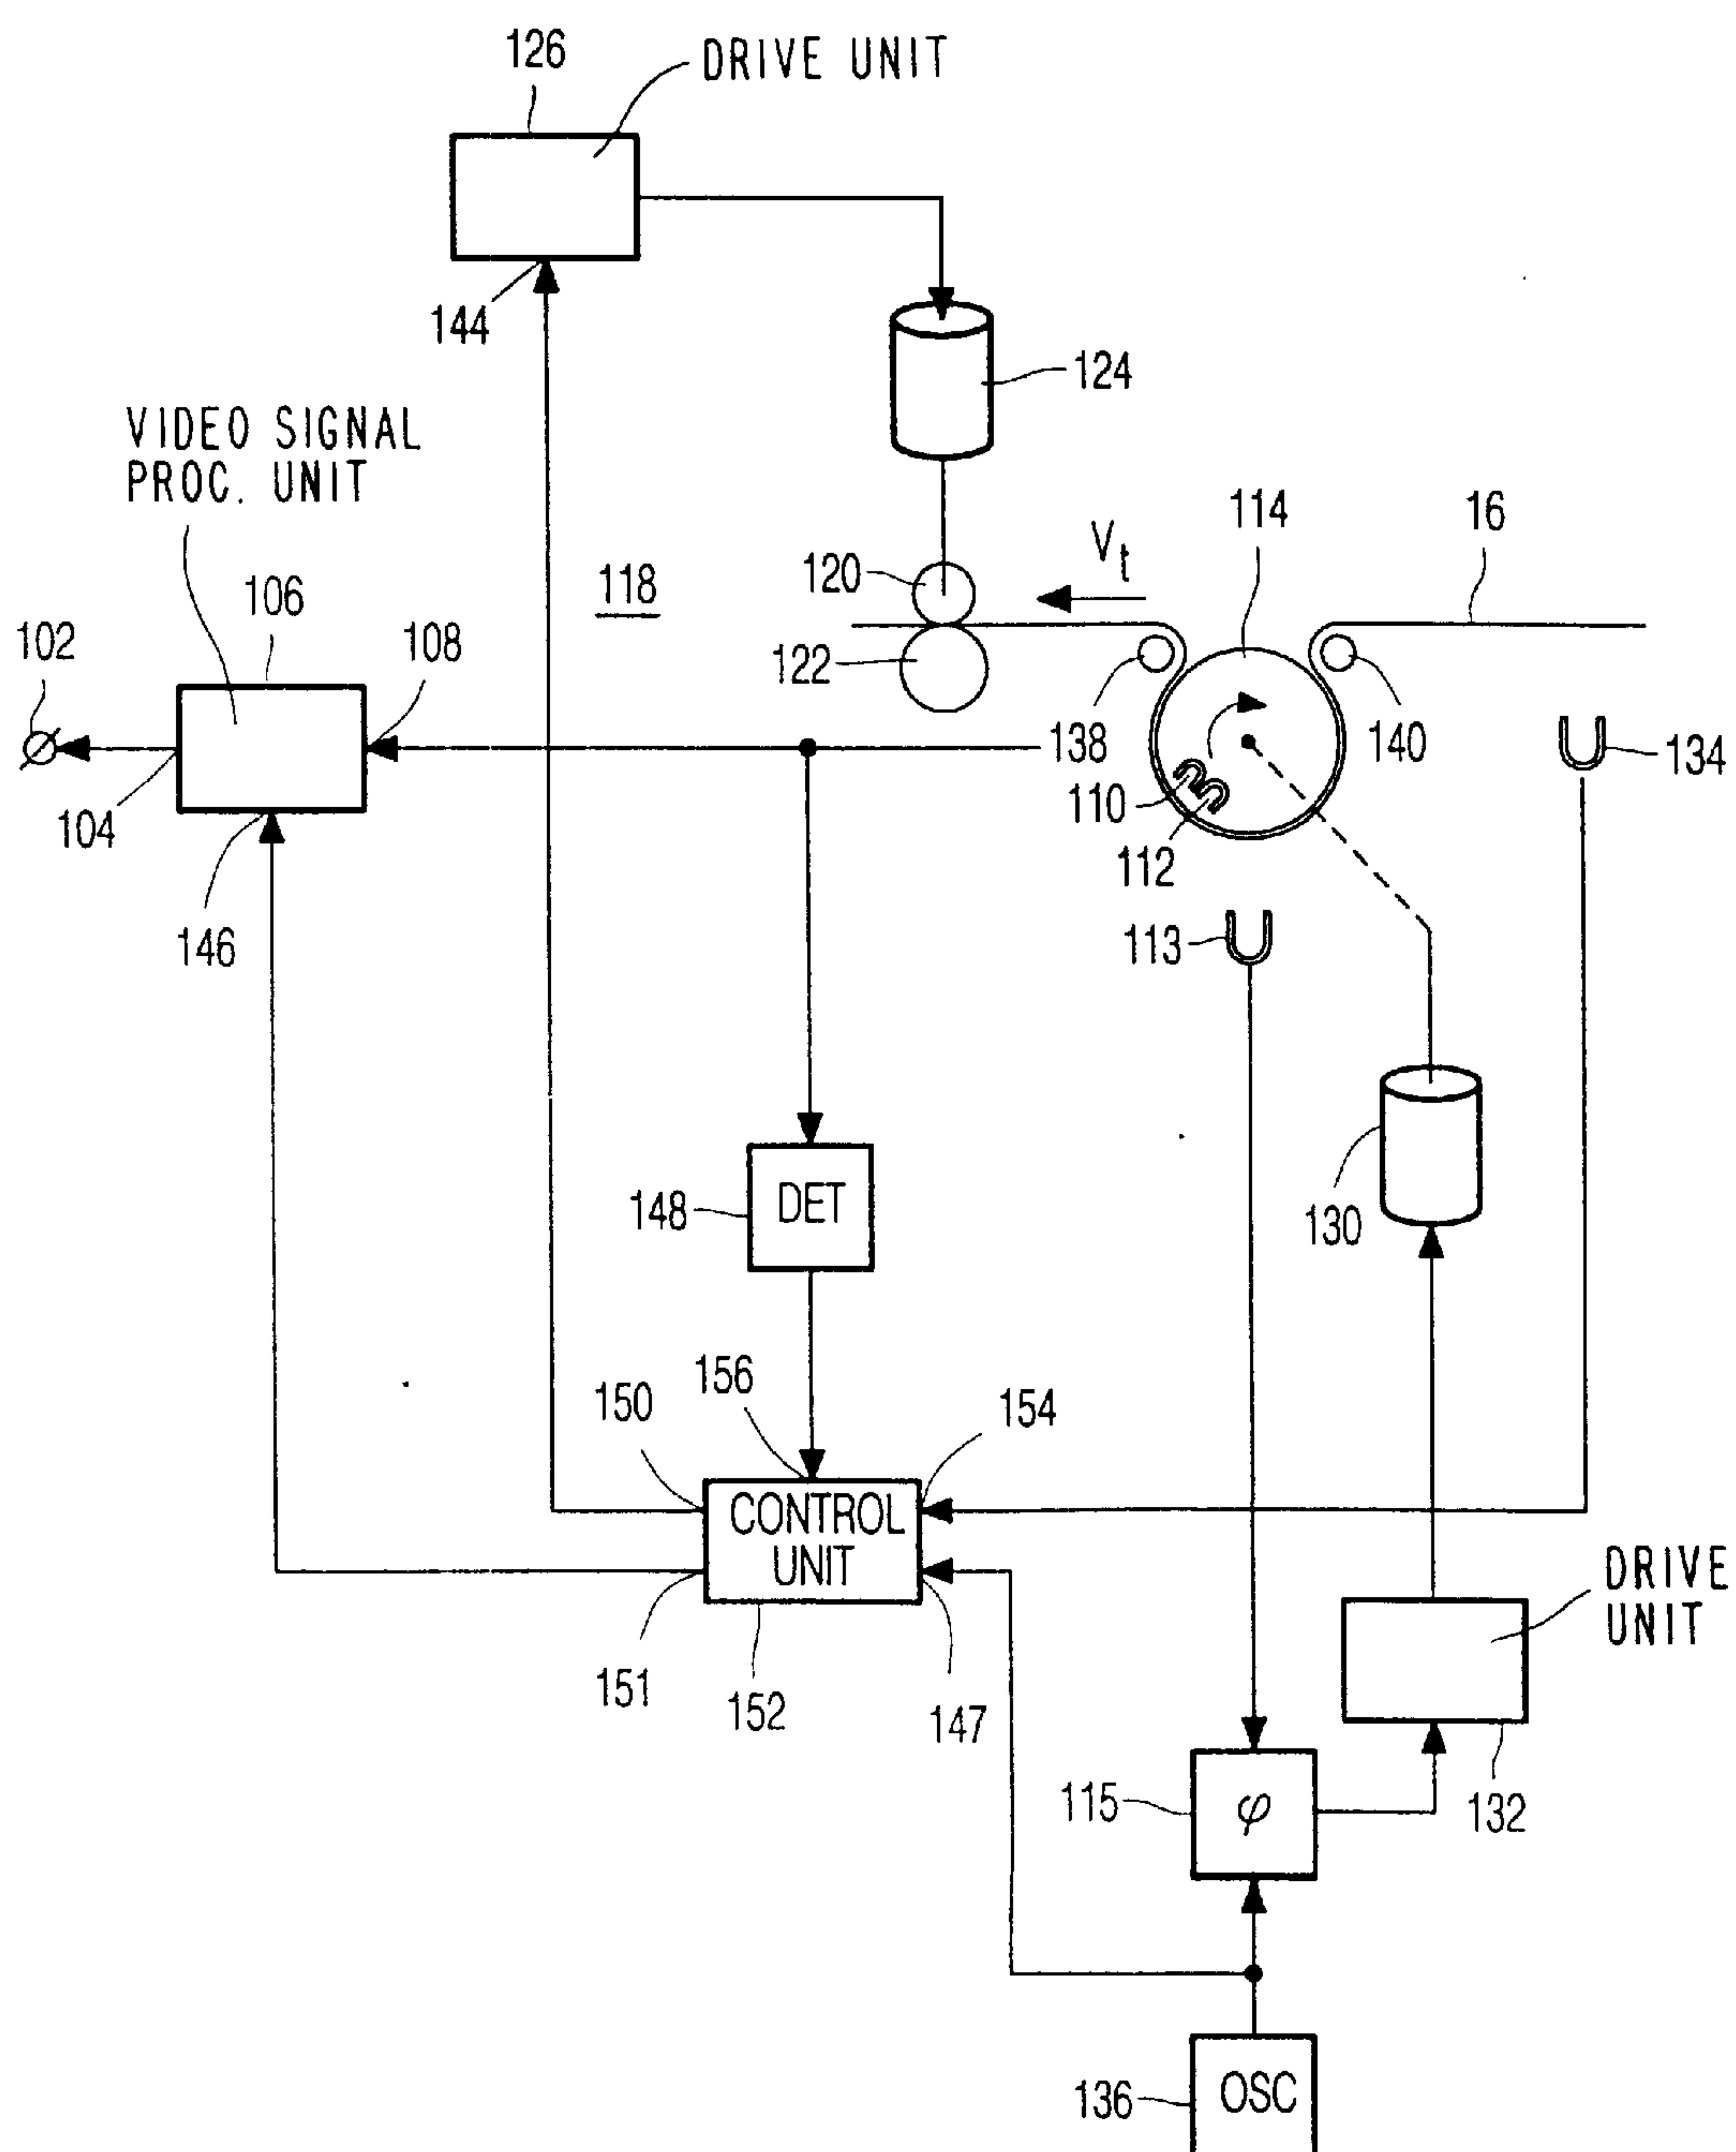 126
DRIVE UNIT
144
124
VIDEO SIGNAL
PROC. UNIT
114
16
Vt
120
118
106
102
108
122
138
140
134
110
104
112
146
113
148
DET
130
156
150
154
CONTROL
UNIT
DRIVE
UNIT
151
152
147
115
φ
132
136
OSC